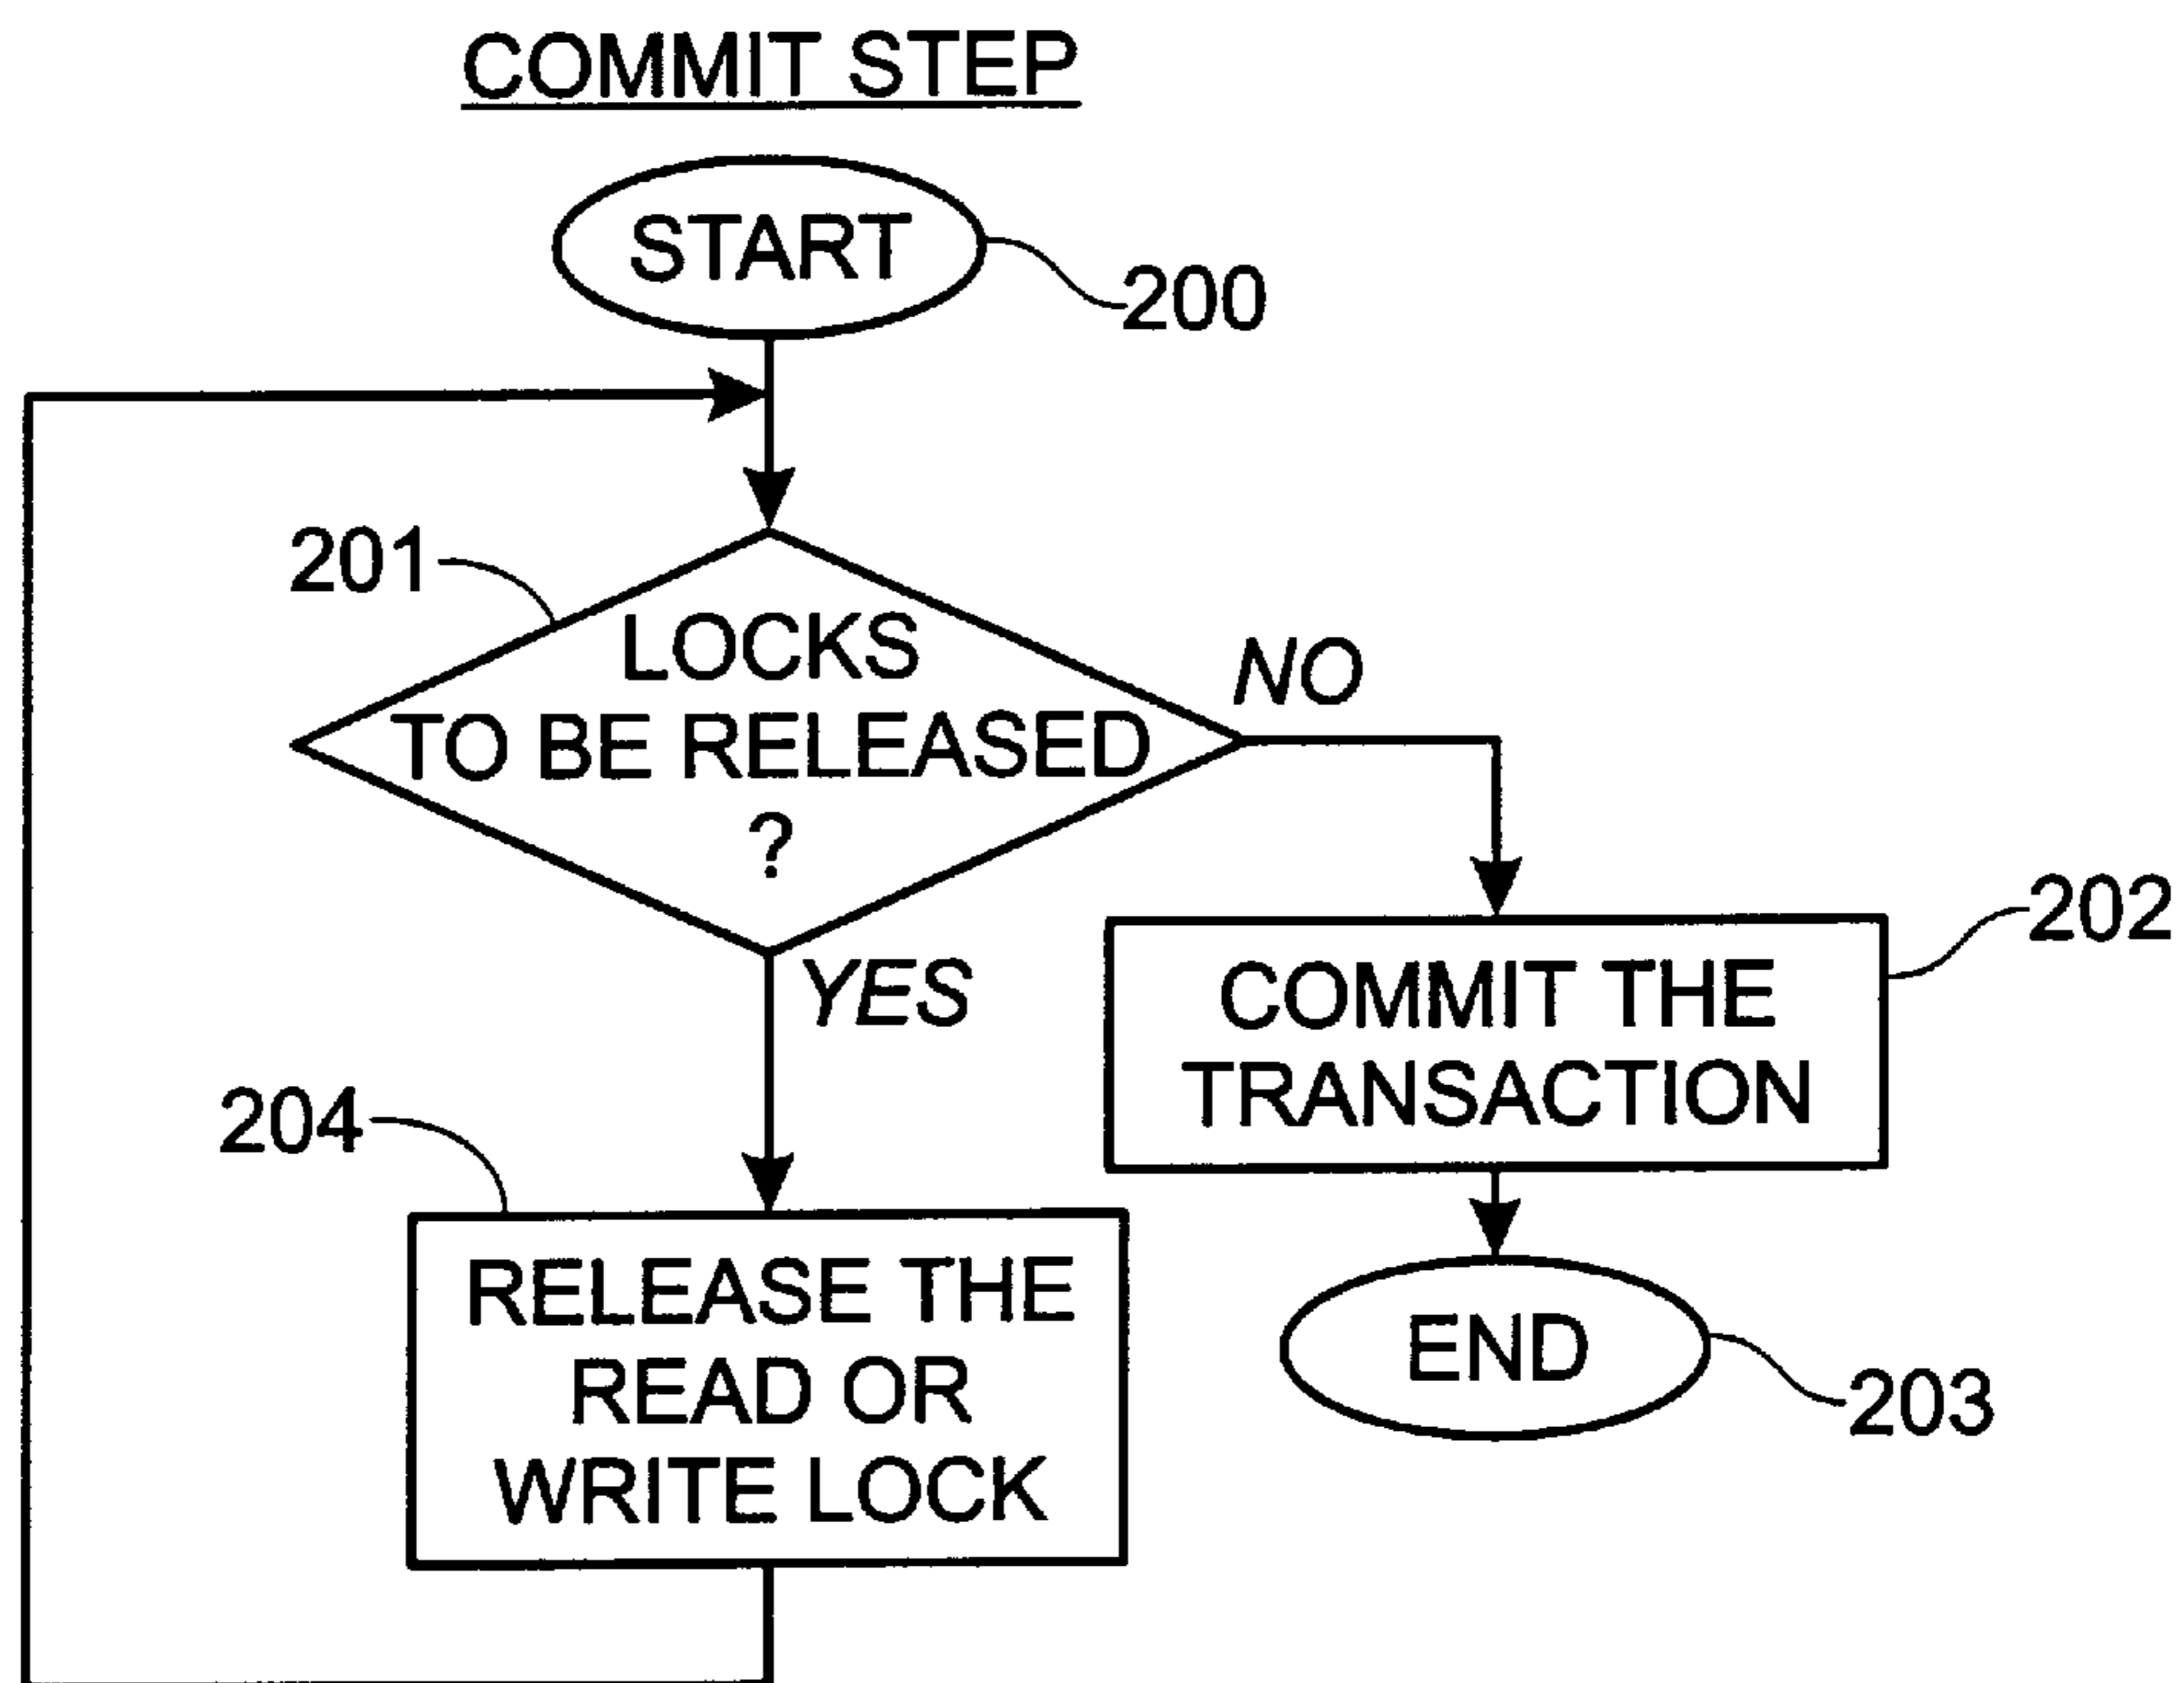 COMMIT STEP
START
200
201
LOCKS
TO BE RELEASED
?
NO
YES
202
COMMIT THE
TRANSACTION
204
RELEASE THE
READ OR
WRITE LOCK
END
203